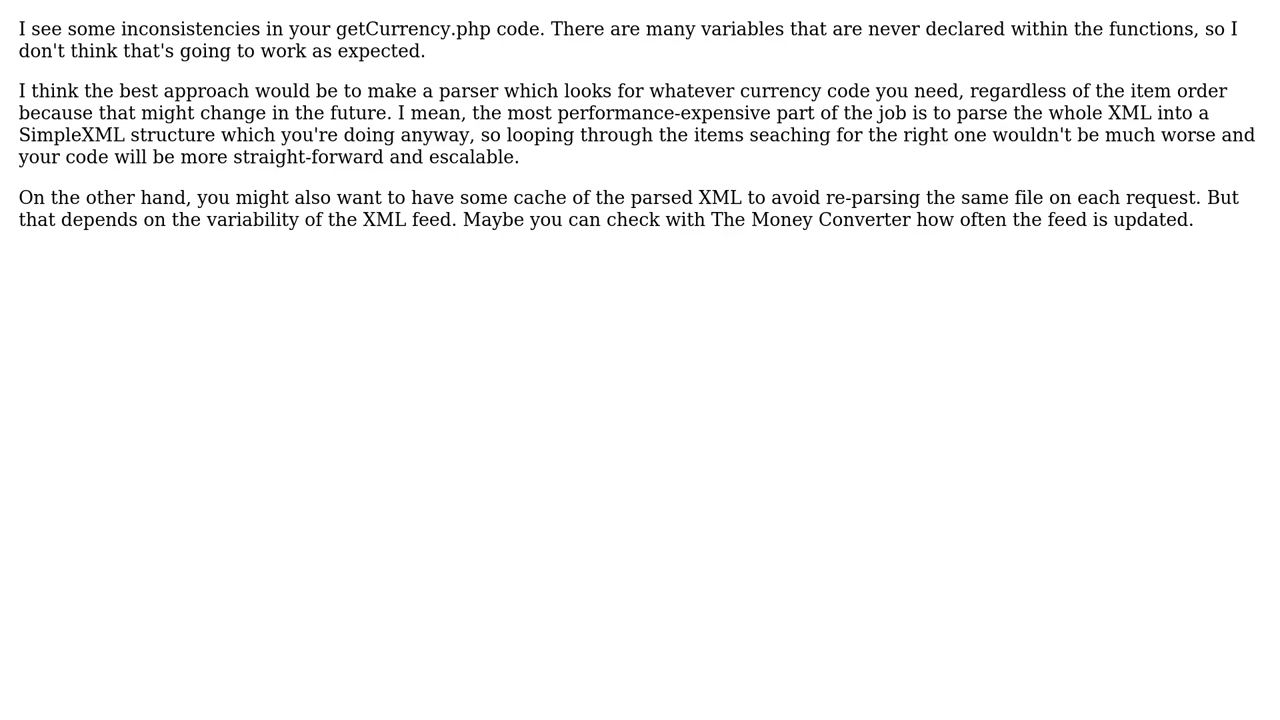 I see some inconsistencies in your getCurrency.php code. There are many variables that are never declared within the functions, so I
don't think that's going to work as expected.
I think the best approach would be to make a parser which looks for whatever currency code you need, regardless of the item order
because that might change in the future. I mean, the most performance-expensive part of the job is to parse the whole XML into a
SimpleXML structure which you're doing anyway, so looping through the items seaching for the right one wouldn't be much worse and
your code will be more straight-forward and escalable.
On the other hand, you might also want to have some cache of the parsed XML to avoid re-parsing the same file on each request. But
that depends on the variability of the XML feed. Maybe you can check with The Money Converter how often the feed is updated.